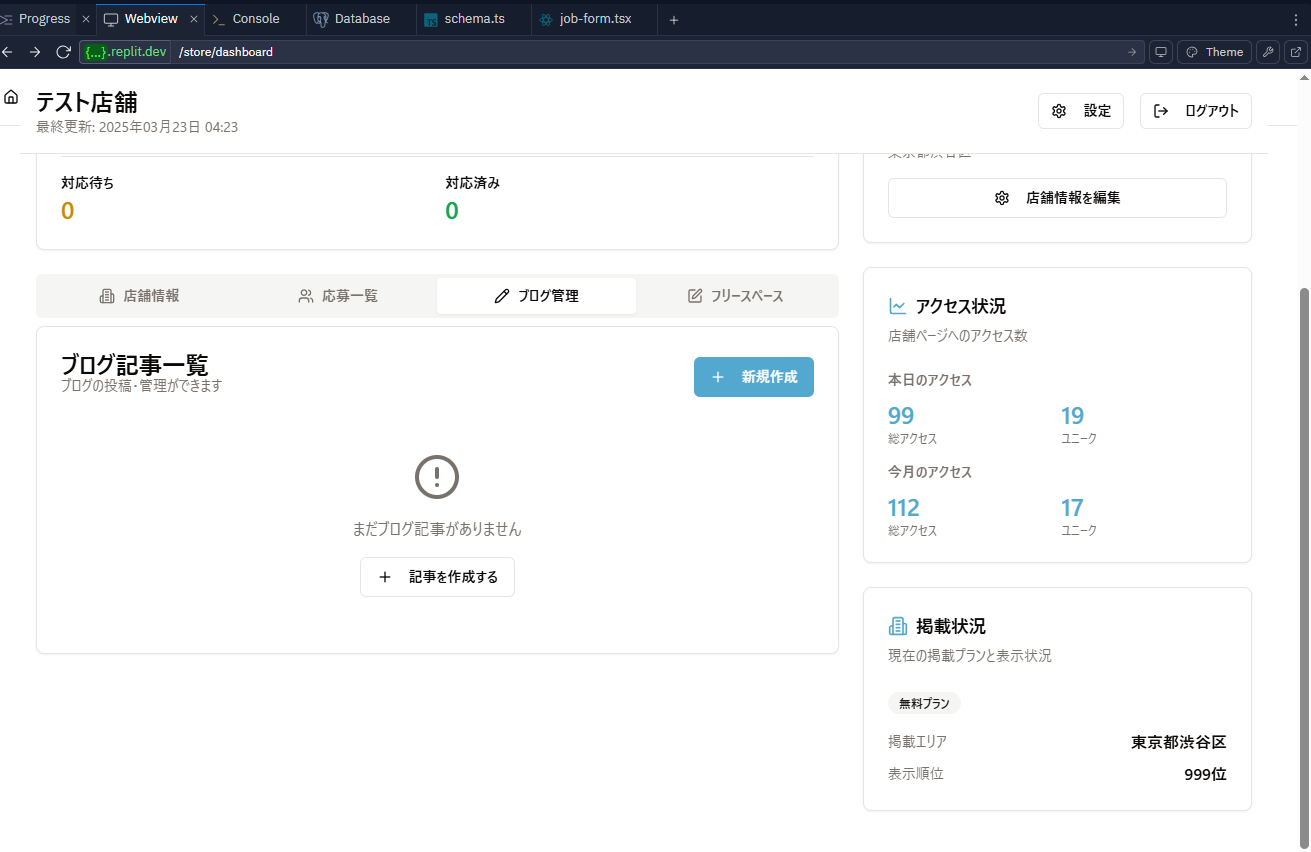 Progress
Webview
Console
Database
schema.ts
job-form.tsx
{...}.replit.dev /store/dashboard
Theme
テスト店舗
最終更新: 2025年03月23日 04:23
設定
ログアウト
対応待ち
0
対応済み
0
東京都渋谷区
店舗情報を編集
店舗情報
応募一覧
ブログ管理
フリースペース
ブログ記事一覧
ブログの投稿・管理ができます
新規作成
まだブログ記事がありません
記事を作成する
アクセス状況
店舗ページへのアクセス数
本日のアクセス
99
総アクセス
19
ユニーク
今月のアクセス
112
総アクセス
17
ユニーク
掲載状況
現在の掲載プランと表示状況
無料プラン
掲載エリア
東京都渋谷区
表示順位
999位